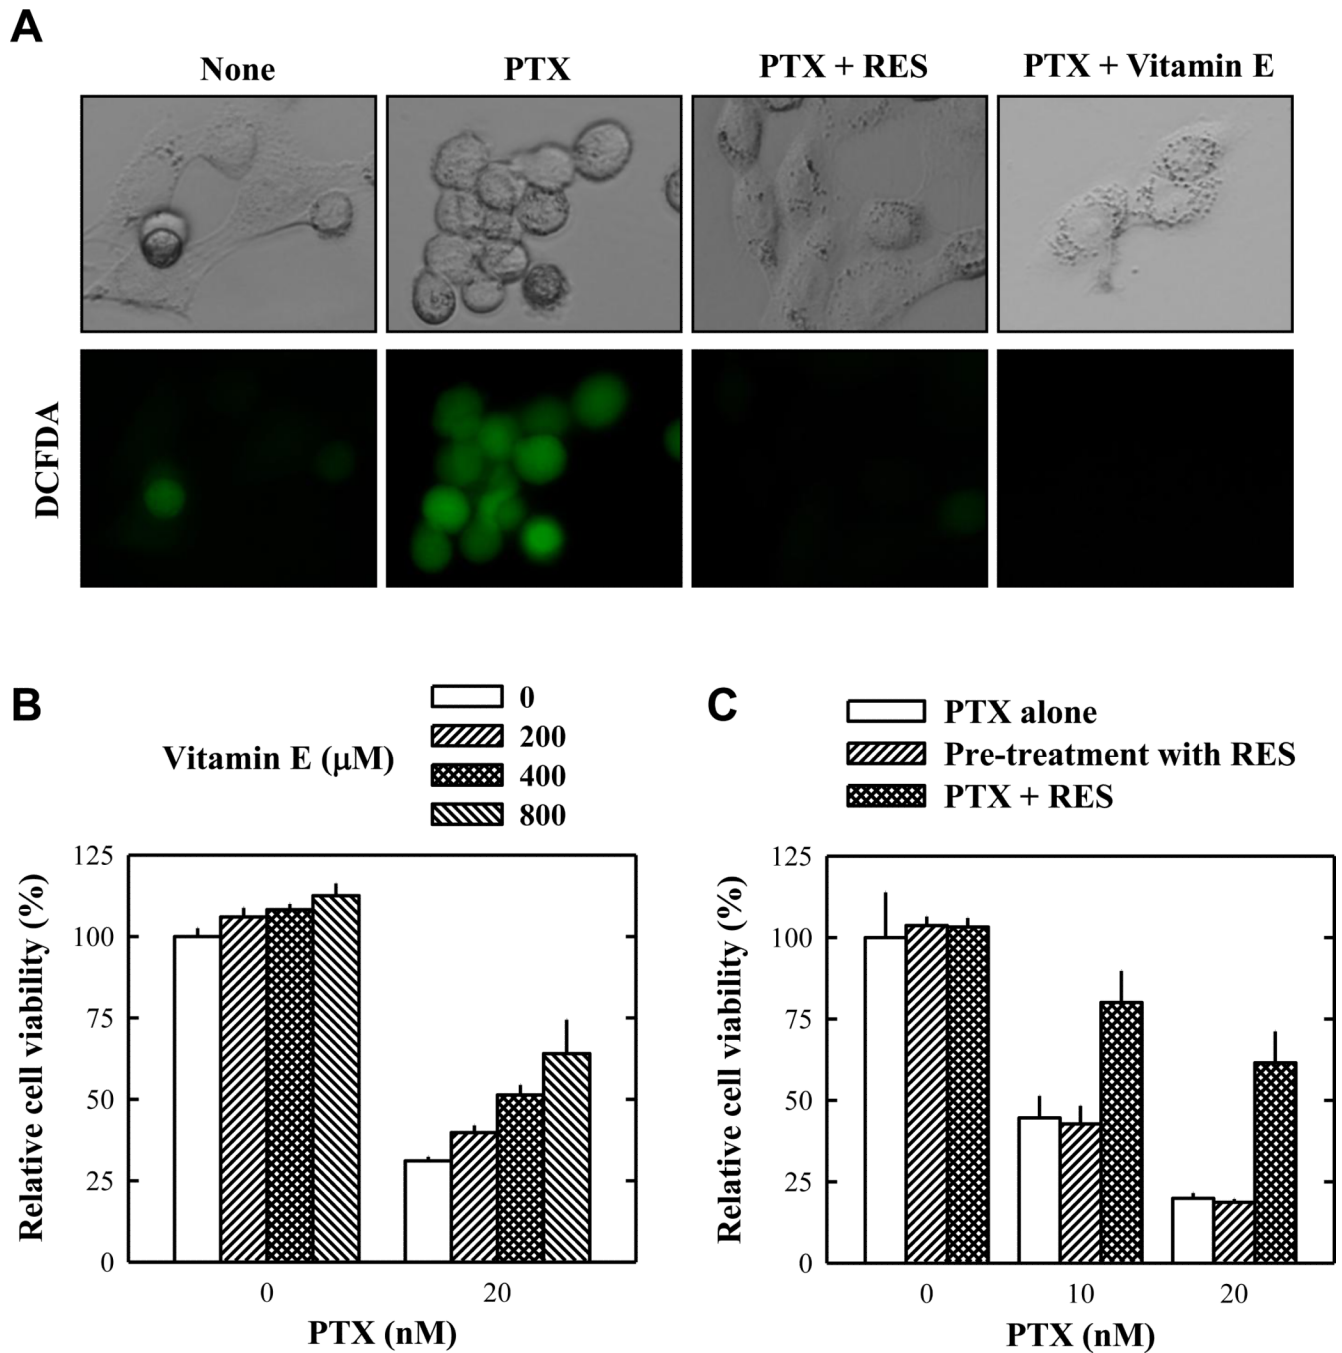 A
None
PTX
PTX + RES
PTX + Vitamin E
DCFDA
B
Vitamin E (μM)
0
200
400
800
Relative cell viability (%)
125
100
75
50
25
0
0
20
PTX (nM)
C
PTX alone
Pre-treatment with RES
PTX + RES
Relative cell viability (%)
125
100
75
50
25
0
0
10
20
PTX (nM)